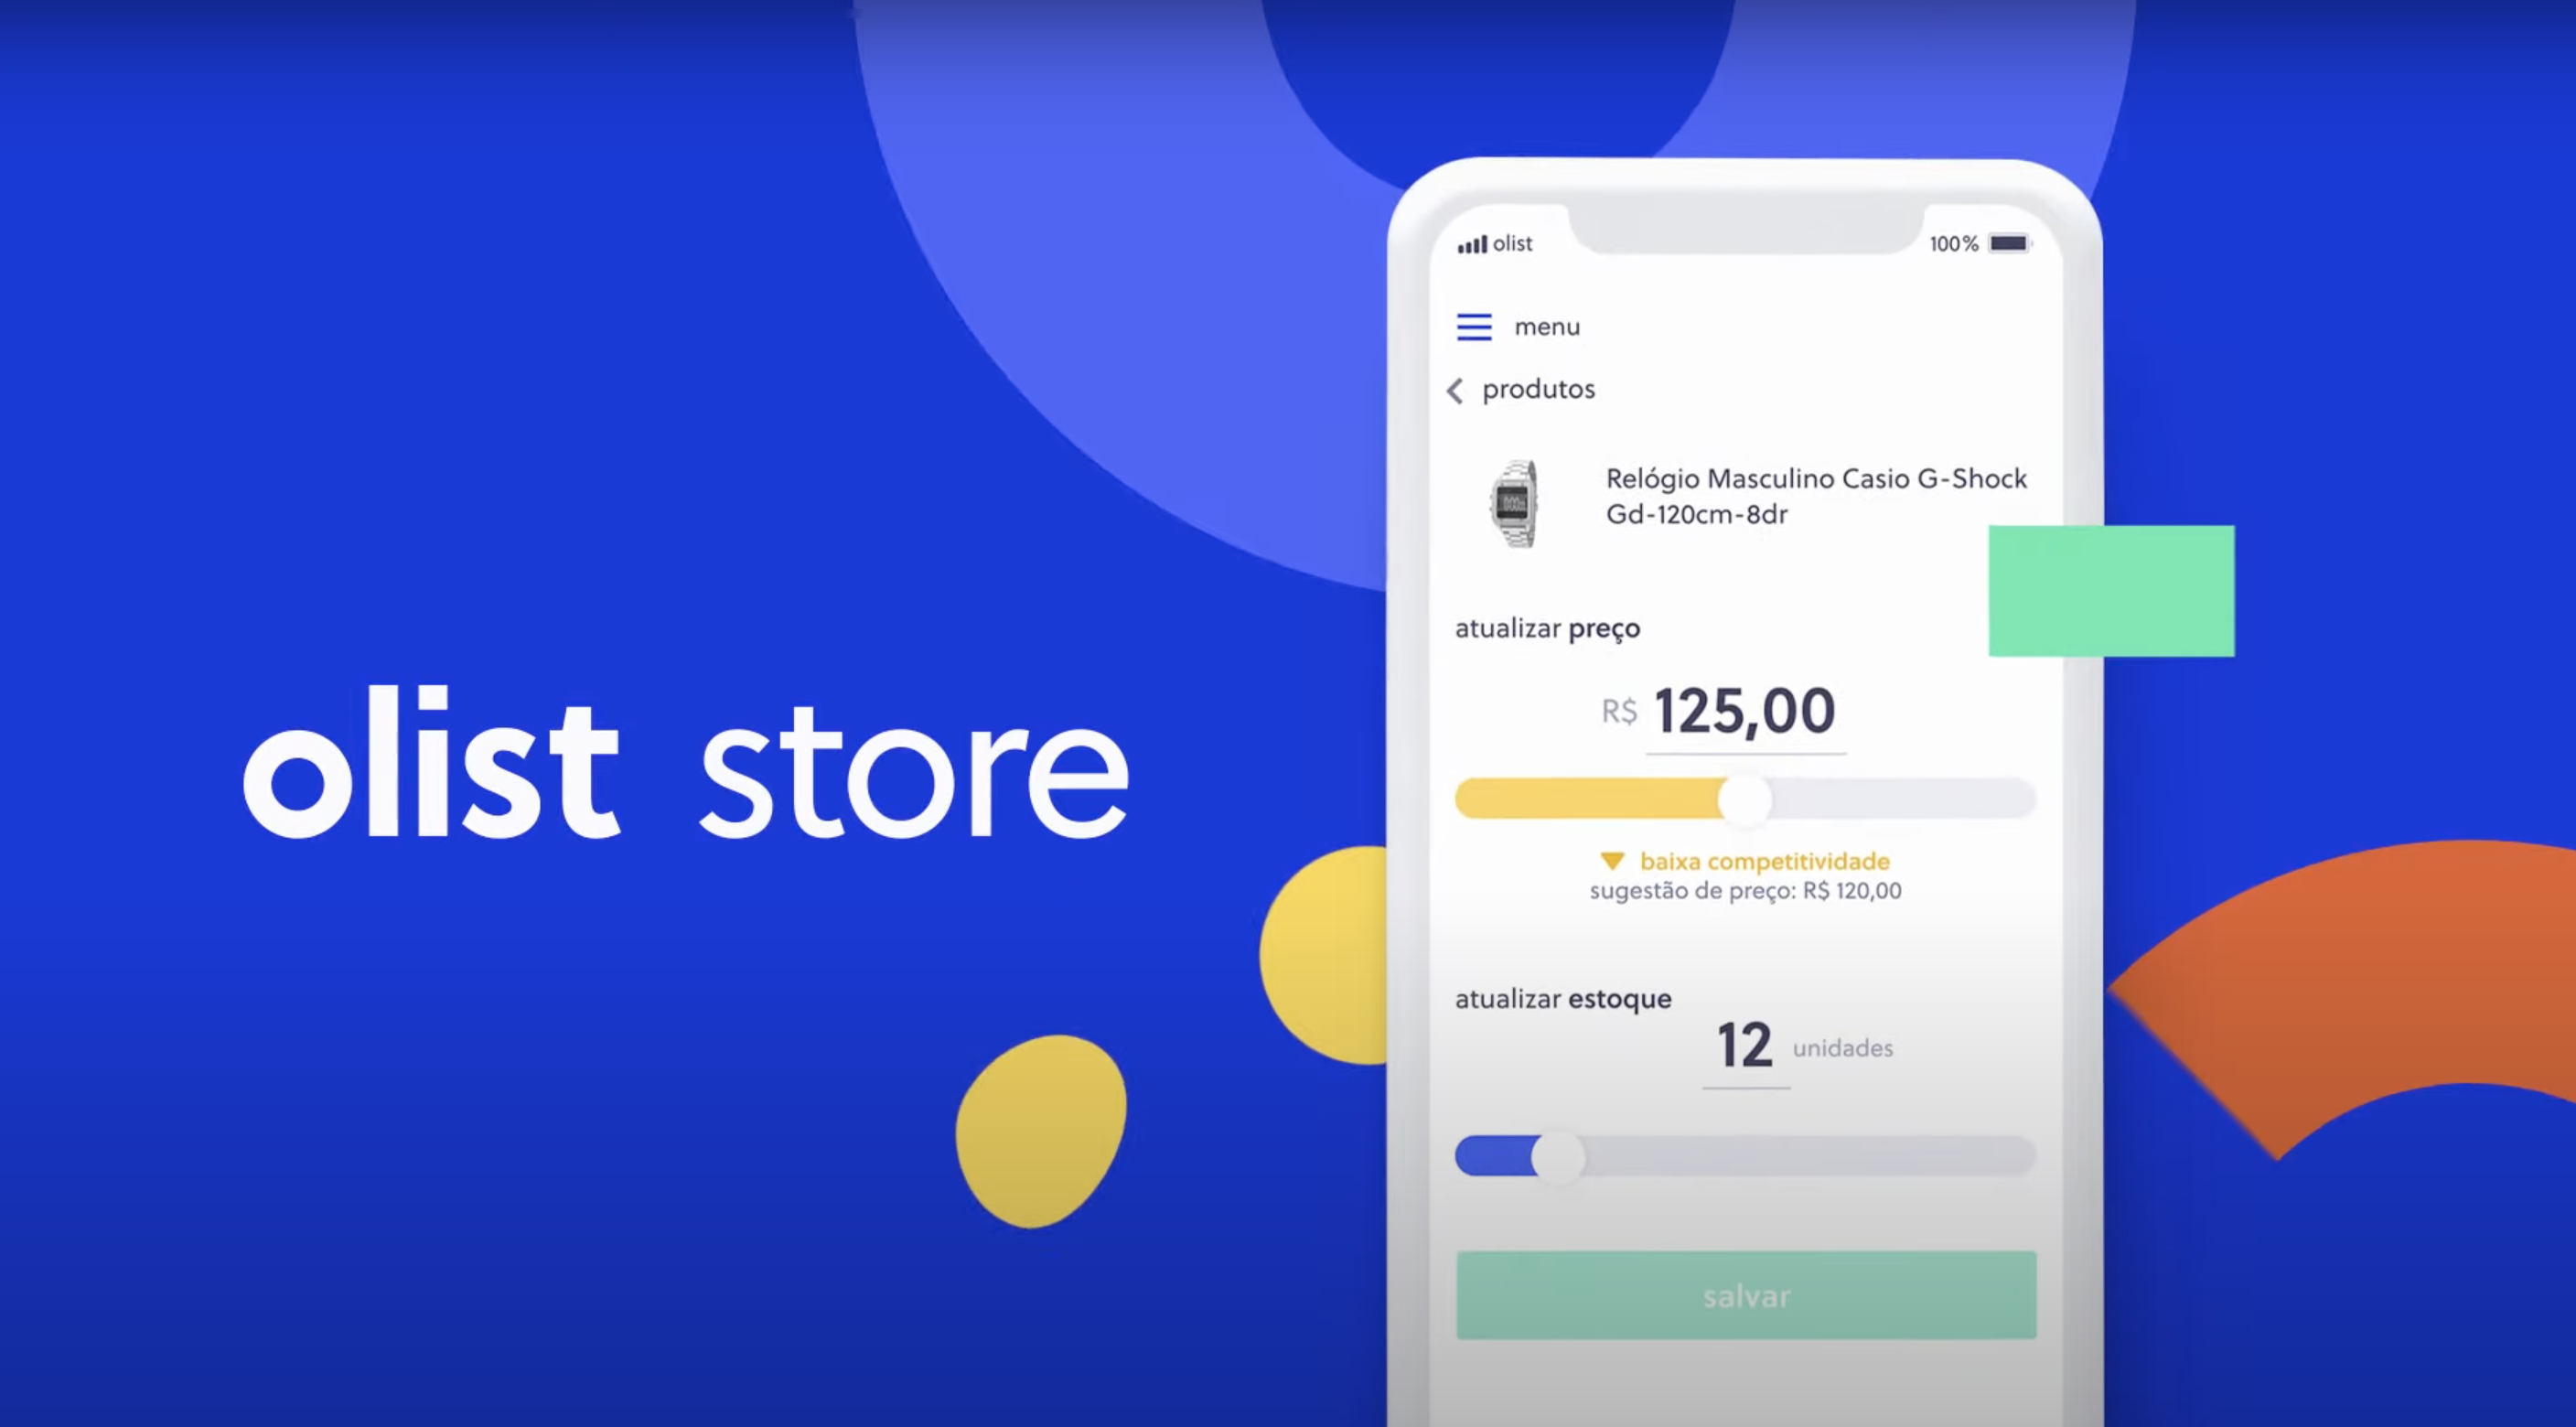 olist store
olist
100%
menu
produtos
Relógio Masculino Casio G-Shock
Gd-120cm-8dr
atualizar preço
R$ 125,00
baixa competitividade
sugestão de preço: R$ 120,00
atualizar estoque
12 unidades
salvar